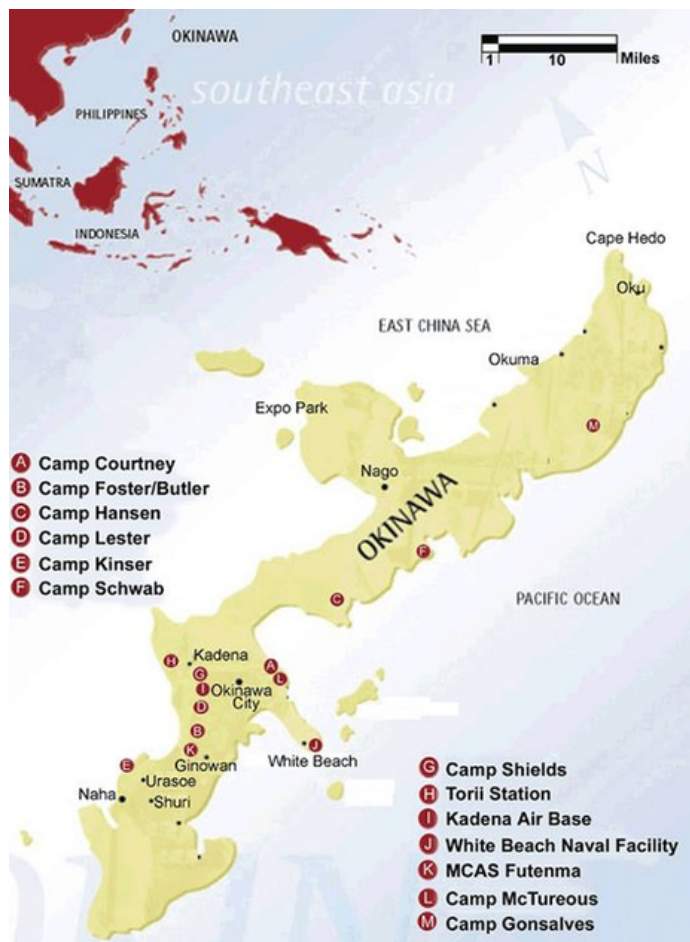 OKINAWA
1 10 Miles
southeast asia
PHILIPPINES
N
SUMATRA
INDONESIA
Cape Hedo
Oku
EAST CHINA SEA
Okuma
Expo Park
M
A Camp Courtney
Nago
B Camp Foster/Butler
OKINAWA
C Camp Hansen
D Camp Lester
F
E Camp Kinser
F Camp Schwab
C
PACIFIC OCEAN
Kadena
H
A
G
L
I
Okinawa
City
D
B
J
K
White Beach
Ginowan
E
G Camp Shields
Urasoe
Naha
H Torii Station
Shuri
I Kadena Air Base
J White Beach Naval Facility
K MCAS Futenma
L Camp McTureous
M Camp Gonsalves